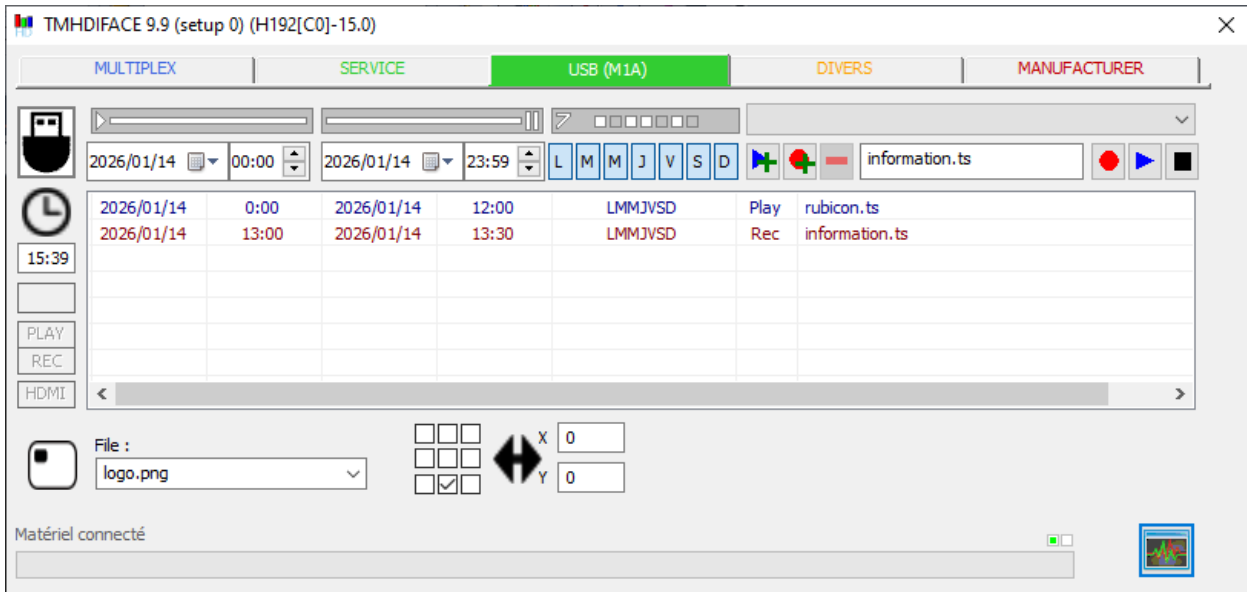 TMHDIFACE 9.9 (setup 0) (H192[C0]-15.0)
MULTIPLEX SERVICE USB (M1A) DIVERS MANUFACTURER
2026/01/14 00:00 2026/01/14 23:59 L M M J V S D information.ts
2026/01/14 0:00 2026/01/14 12:00 LMMJVSD Play rubicon.ts
2026/01/14 13:00 2026/01/14 13:30 LMMJVSD Rec information.ts
15:39
PLAY
REC
HDMI
File :
logo.png
X 0
Y 0
Matériel connecté